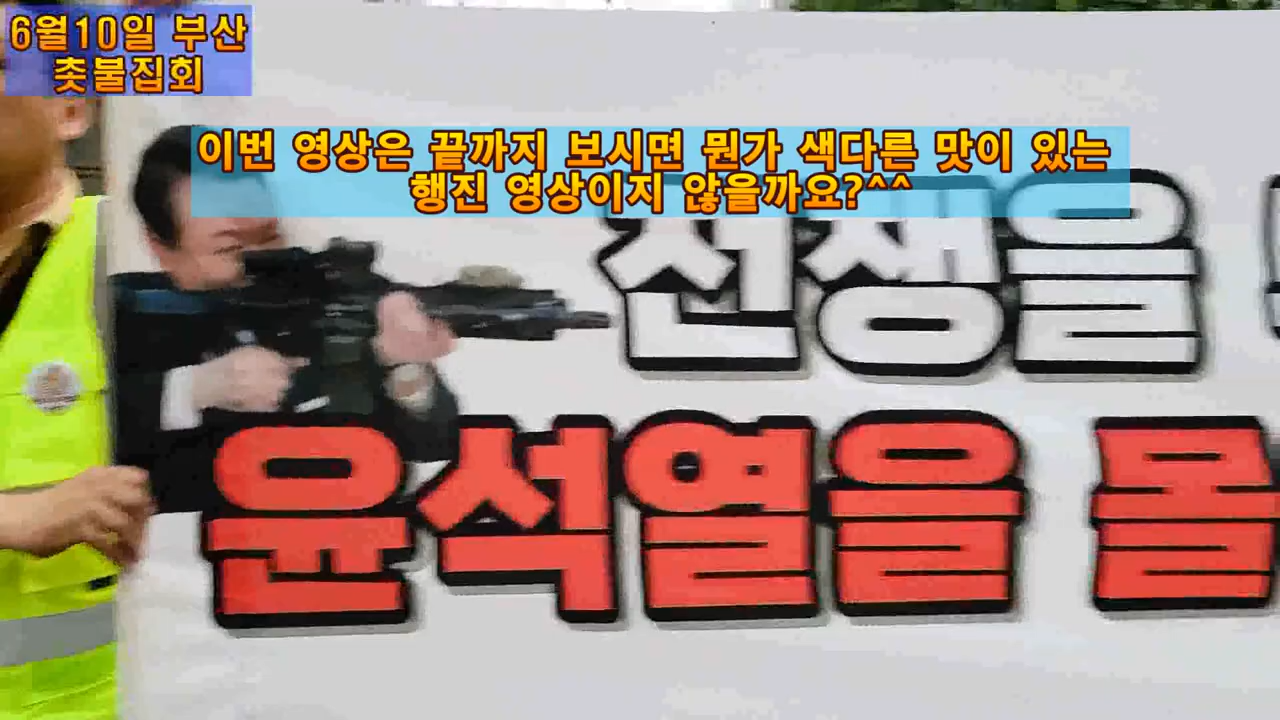 6월10일 부산
촛불집회
이번 영상은 끝까지 보시면 뭔가 색다른 맛이 있는
행진 영상이지 않을까요?^^
전쟁을
윤석열을 몰